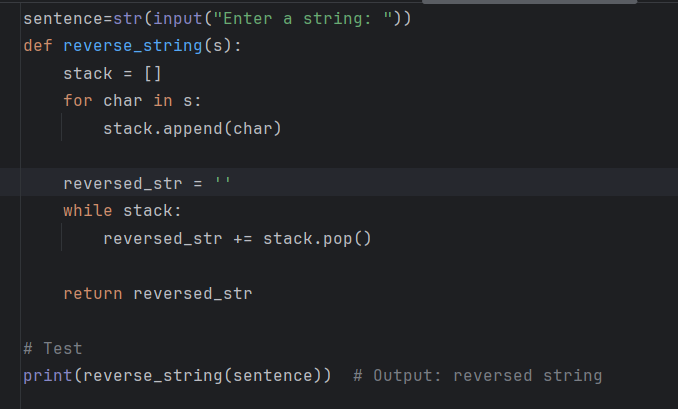 sentence=str(input("Enter a string: "))
def reverse_string(s):
    stack = []
    for char in s:
        stack.append(char)

    reversed_str = ''
    while stack:
        reversed_str += stack.pop()

    return reversed_str

# Test
print(reverse_string(sentence))  # Output: reversed string